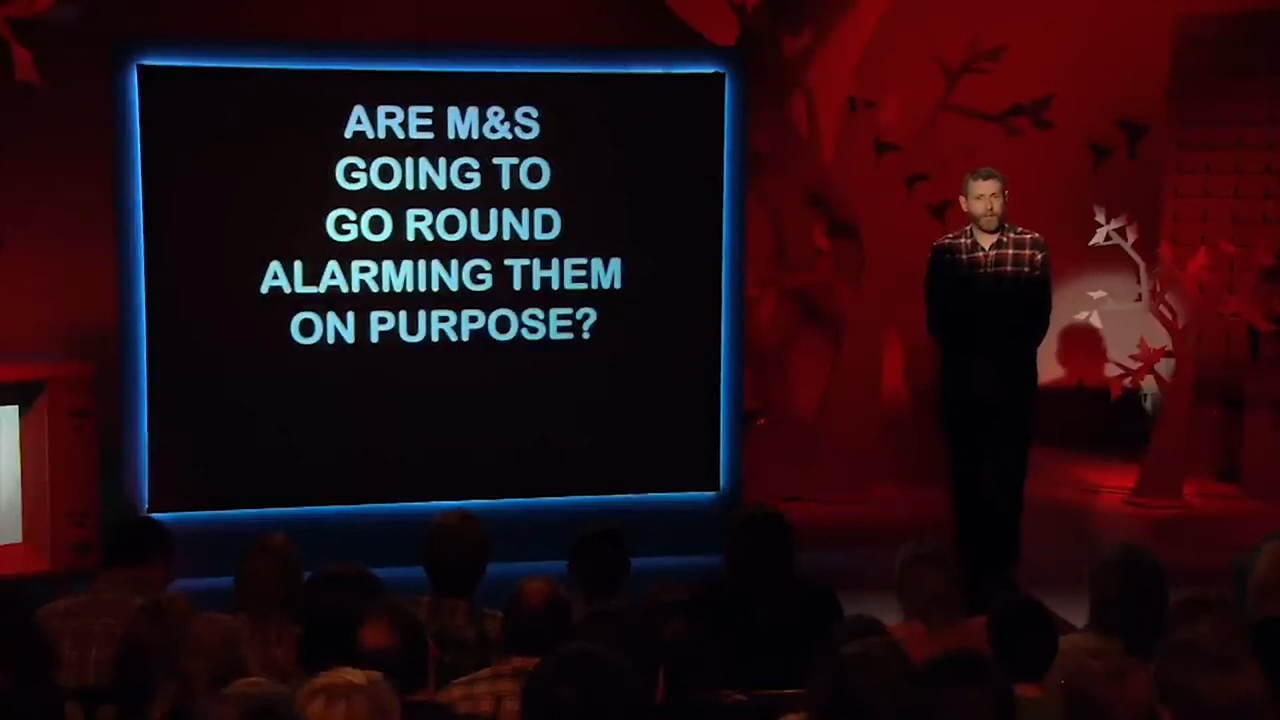 ARE M&S
GOING TO
GO ROUND
ALARMING THEM
ON PURPOSE?